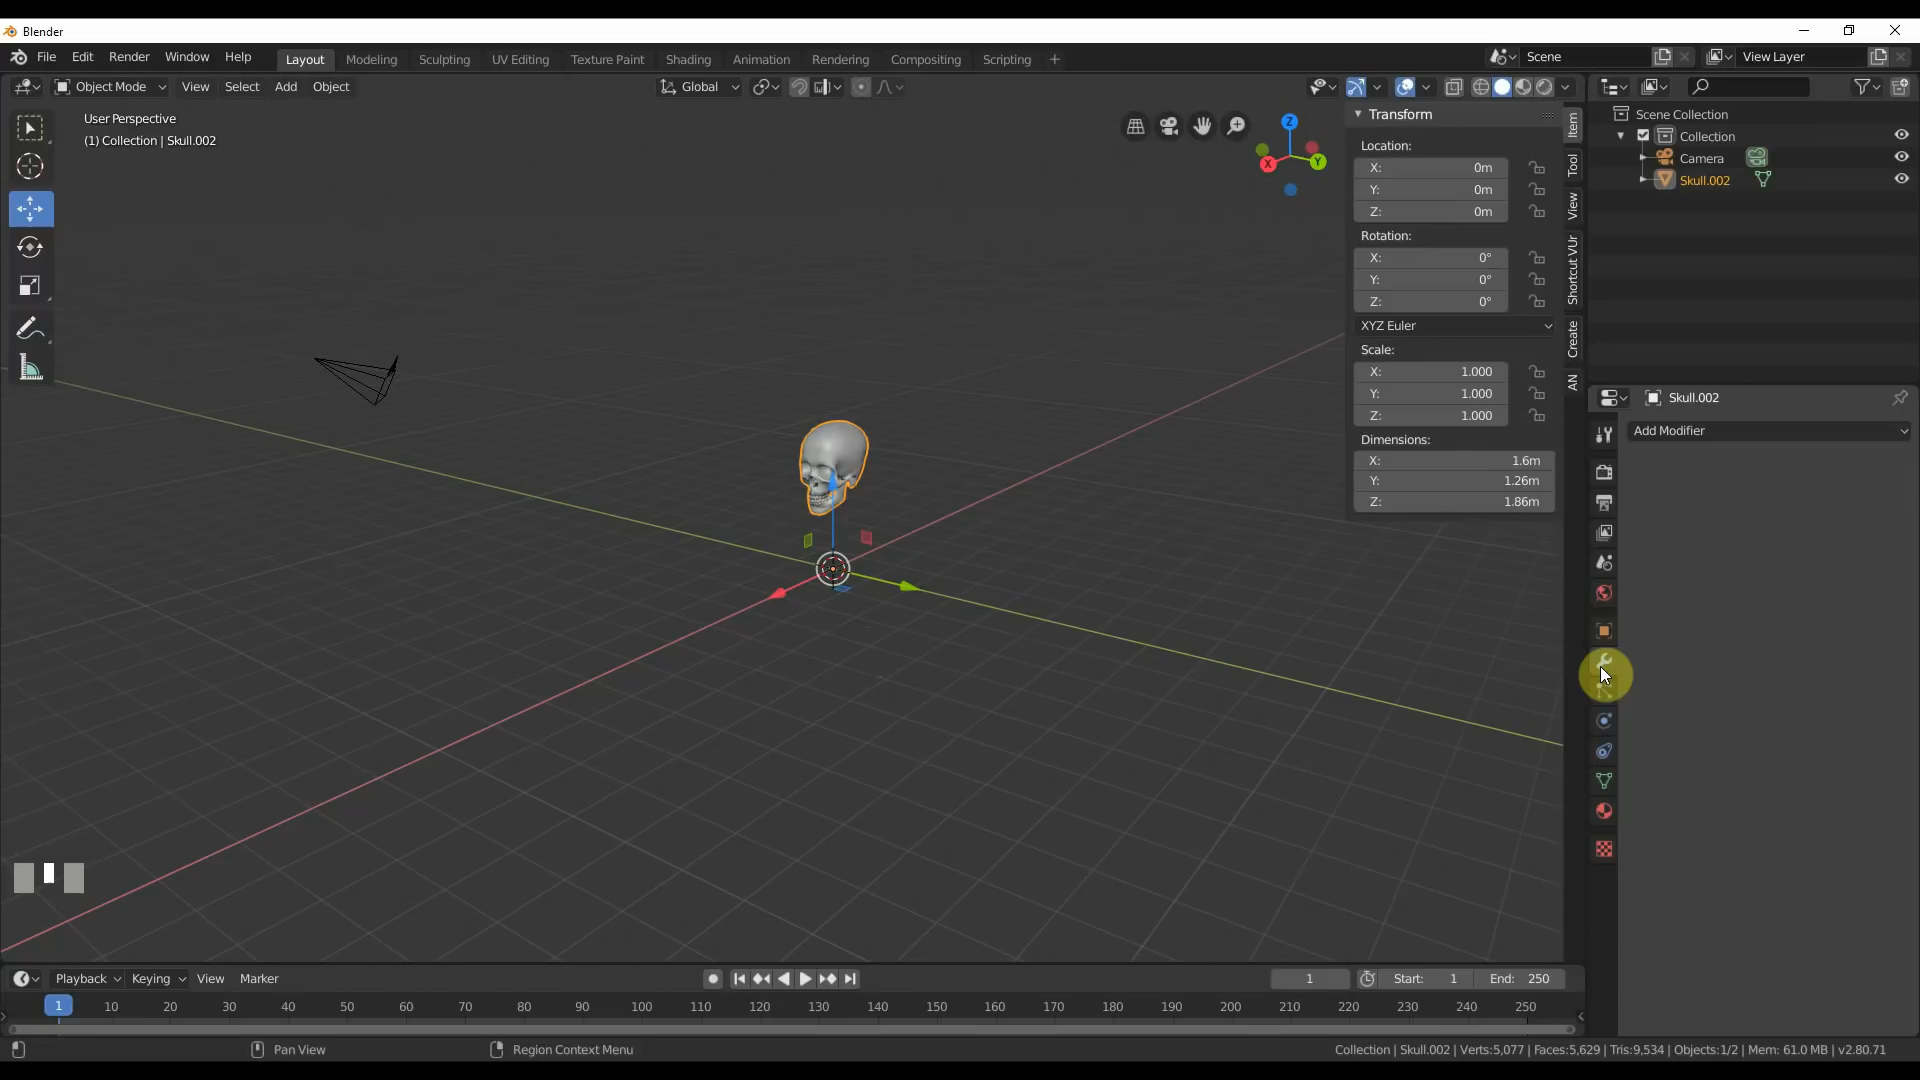 Blender
File Edit Render Window Help Layout Modeling Sculpting UV Editing Texture Paint Shading Animation Rendering Compositing Scripting + Scene View Layer
Object Mode View Select Add Object Global
User Perspective
(1) Collection | Skull.002
Z
X
Y
Transform
Location:
X: 0m
Y: 0m
Z: 0m
Rotation:
X: 0°
Y: 0°
Z: 0°
XYZ Euler
Scale:
X: 1.000
Y: 1.000
Z: 1.000
Dimensions:
X: 1.6m
Y: 1.26m
Z: 1.86m
Item
Tool
View
Shortcut VUr
Create
AN
Scene Collection
Collection
Camera
Skull.002
Skull.002
Add Modifier
Playback Keying View Marker 1 Start: 1 End: 250
1 10 20 30 40 50 60 70 80 90 100 110 120 130 140 150 160 170 180 190 200 210 220 230 240 250
Pan View Region Context Menu Collection | Skull.002 | Verts:5,077 | Faces:5,629 | Tris:9,534 | Objects:1/2 | Mem: 61.0 MB | v2.80.71